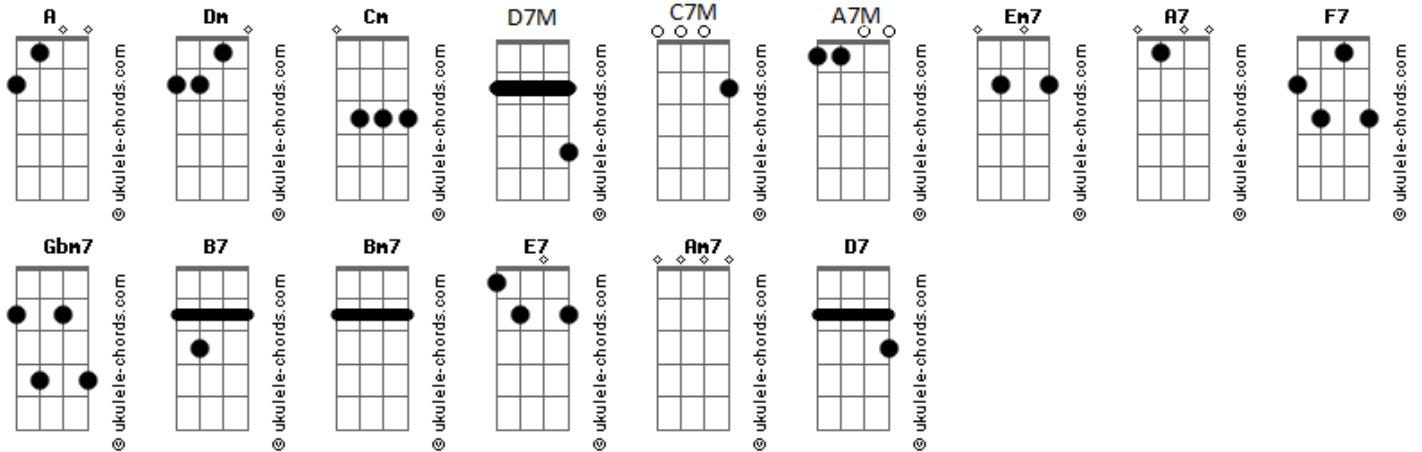 A Dm Cm D7M C7M A7M Em7 A7 F7
© ukulele-chords.com © ukulele-chords.com © ukulele-chords.com © ukulele-chords.com © ukulele-chords.com © ukulele-chords.com © ukulele-chords.com © ukulele-chords.com © ukulele-chords.com
Gbm7 B7 Bm7 E7 Am7 D7
© ukulele-chords.com © ukulele-chords.com © ukulele-chords.com © ukulele-chords.com © ukulele-chords.com © ukulele-chords.com